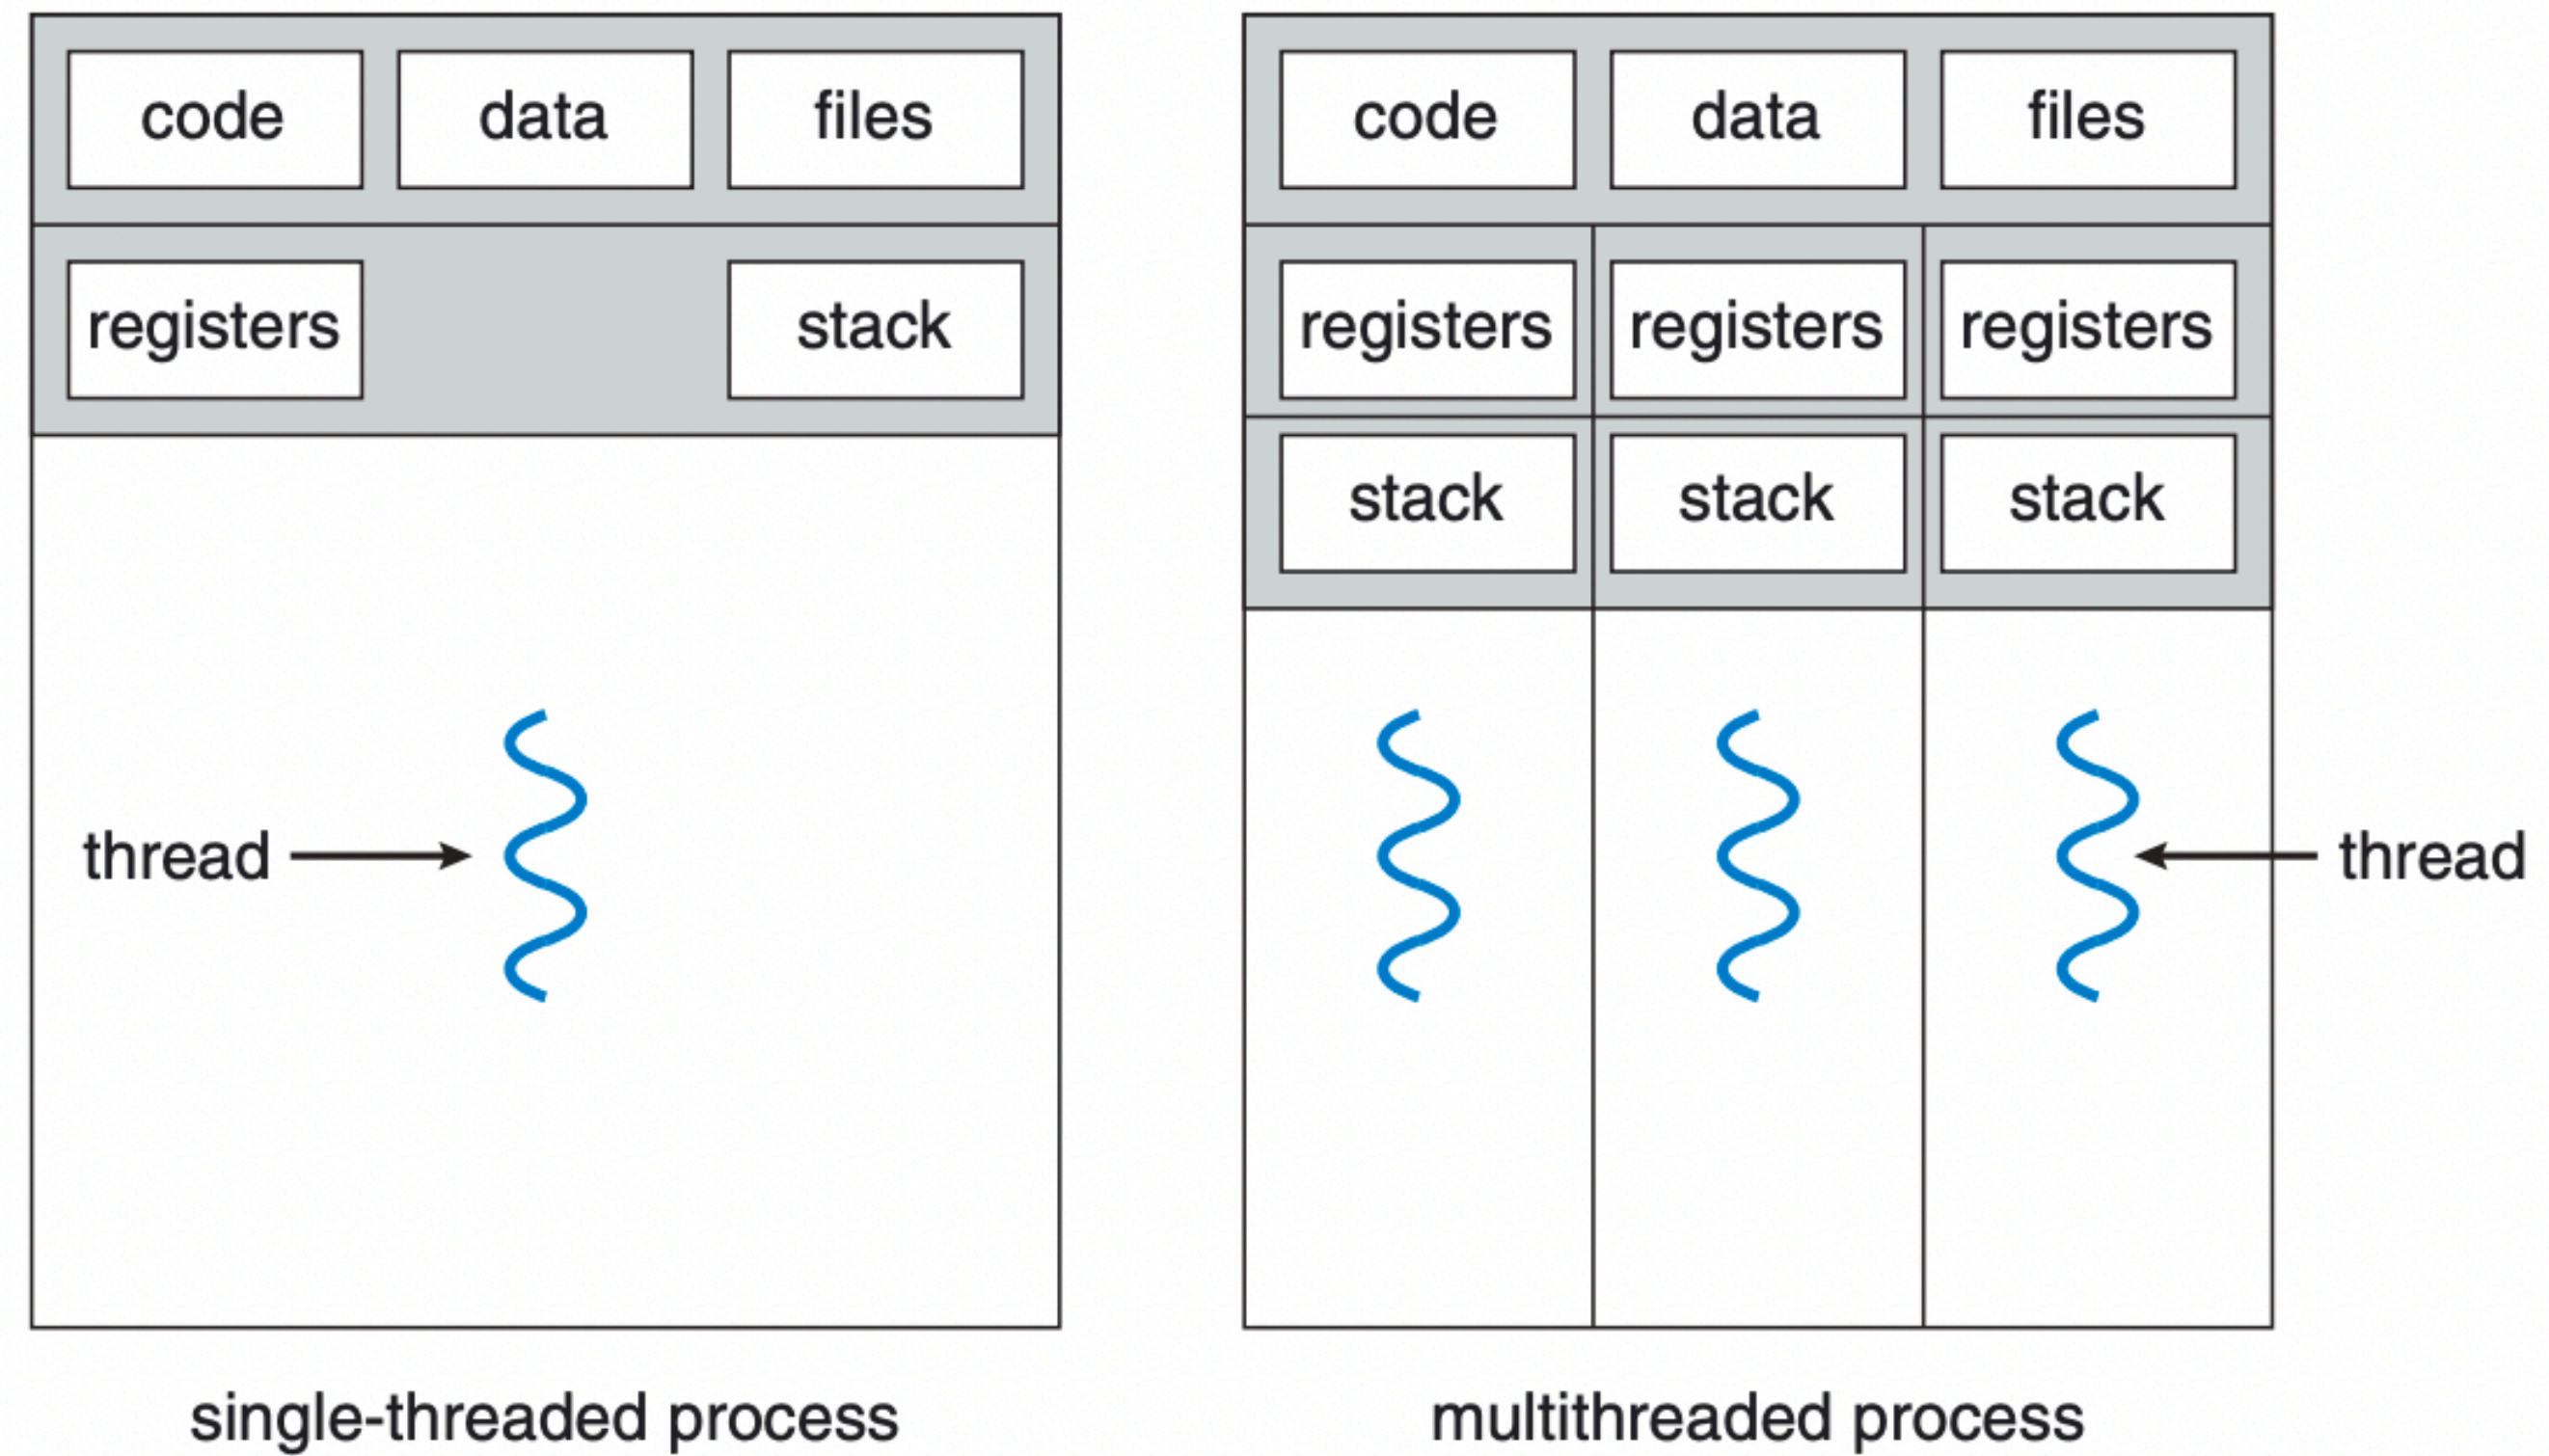 code data files
registers stack
thread
single-threaded process
code data files
registers registers registers
stack stack stack
thread
multithreaded process